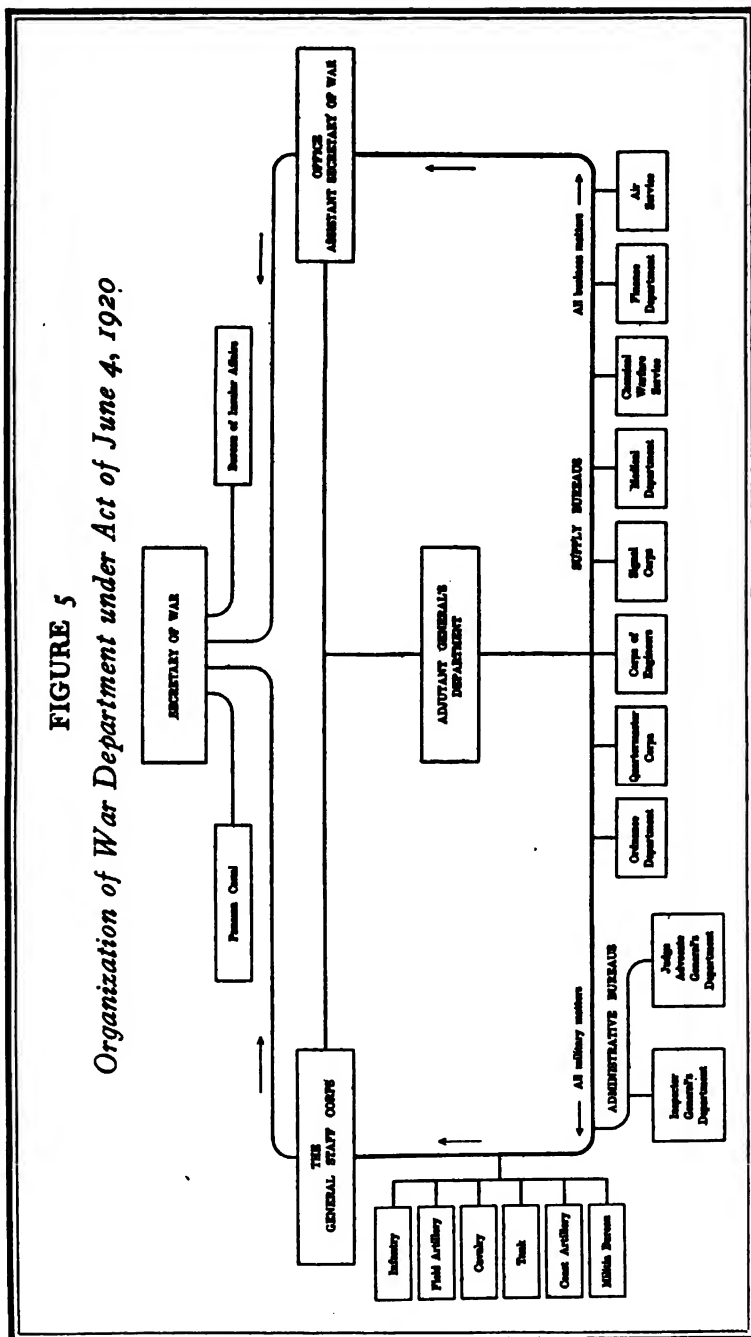 FIGURE 5
Organization of War Department under Act of June 4, 1920
SECRETARY OF WAR
Panama Canal
Bureau of Insular Affairs
THE
GENERAL STAFF CORPS
OFFICE
ASSISTANT SECRETARY OF WAR
ADJUTANT GENERAL'S
DEPARTMENT
Infantry
Field Artillery
Cavalry
Tank
Coast Artillery
Militia Bureau
All military matters
SUPPLY BUREAUS
All business matters
ADMINISTRATIVE BUREAUS
Inspector
General's
Department
Judge
Advocate
General's
Department
Ordnance
Department
Quartermaster
Corps
Corps of
Engineers
Signal
Corps
Medical
Department
Chemical
Warfare
Service
Finance
Department
Air
Service